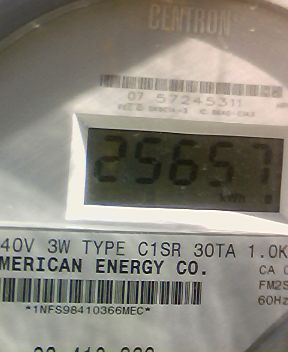 CENTRON
07 57245311
25657
kWh
40V 3W TYPE C1SR 30TA 1.0K
MERICAN ENERGY CO.
CA 0
FM2S
60Hz
*1NFS98410366MEC*